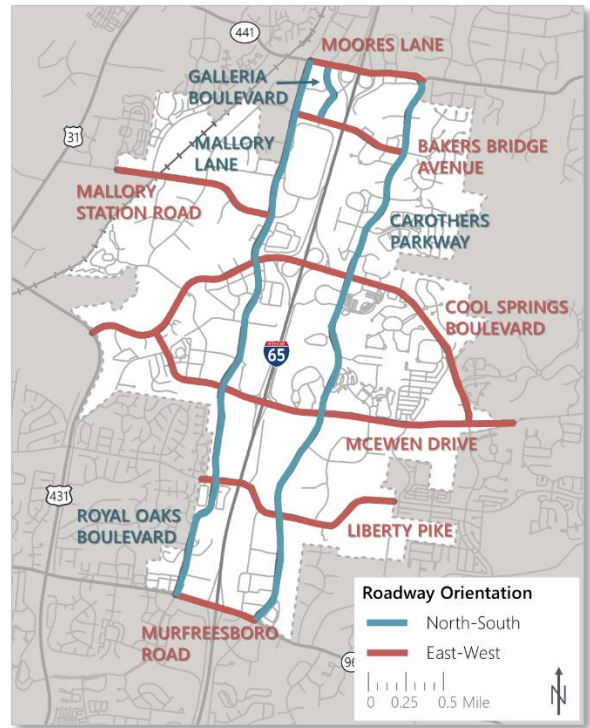 441
MOORES LANE
GALLERIA
BOULEVARD
31
MALLORY
LANE
BAKERS BRIDGE
AVENUE
MALLORY
STATION ROAD
CAROTHERS
PARKWAY
COOL SPRINGS
BOULEVARD
INTERSTATE
65
MCEWEN DRIVE
431
ROYAL OAKS
BOULEVARD
LIBERTY PIKE
MURFREESBORO
ROAD
96
Roadway Orientation
North-South
East-West
0 0.25 0.5 Mile
N